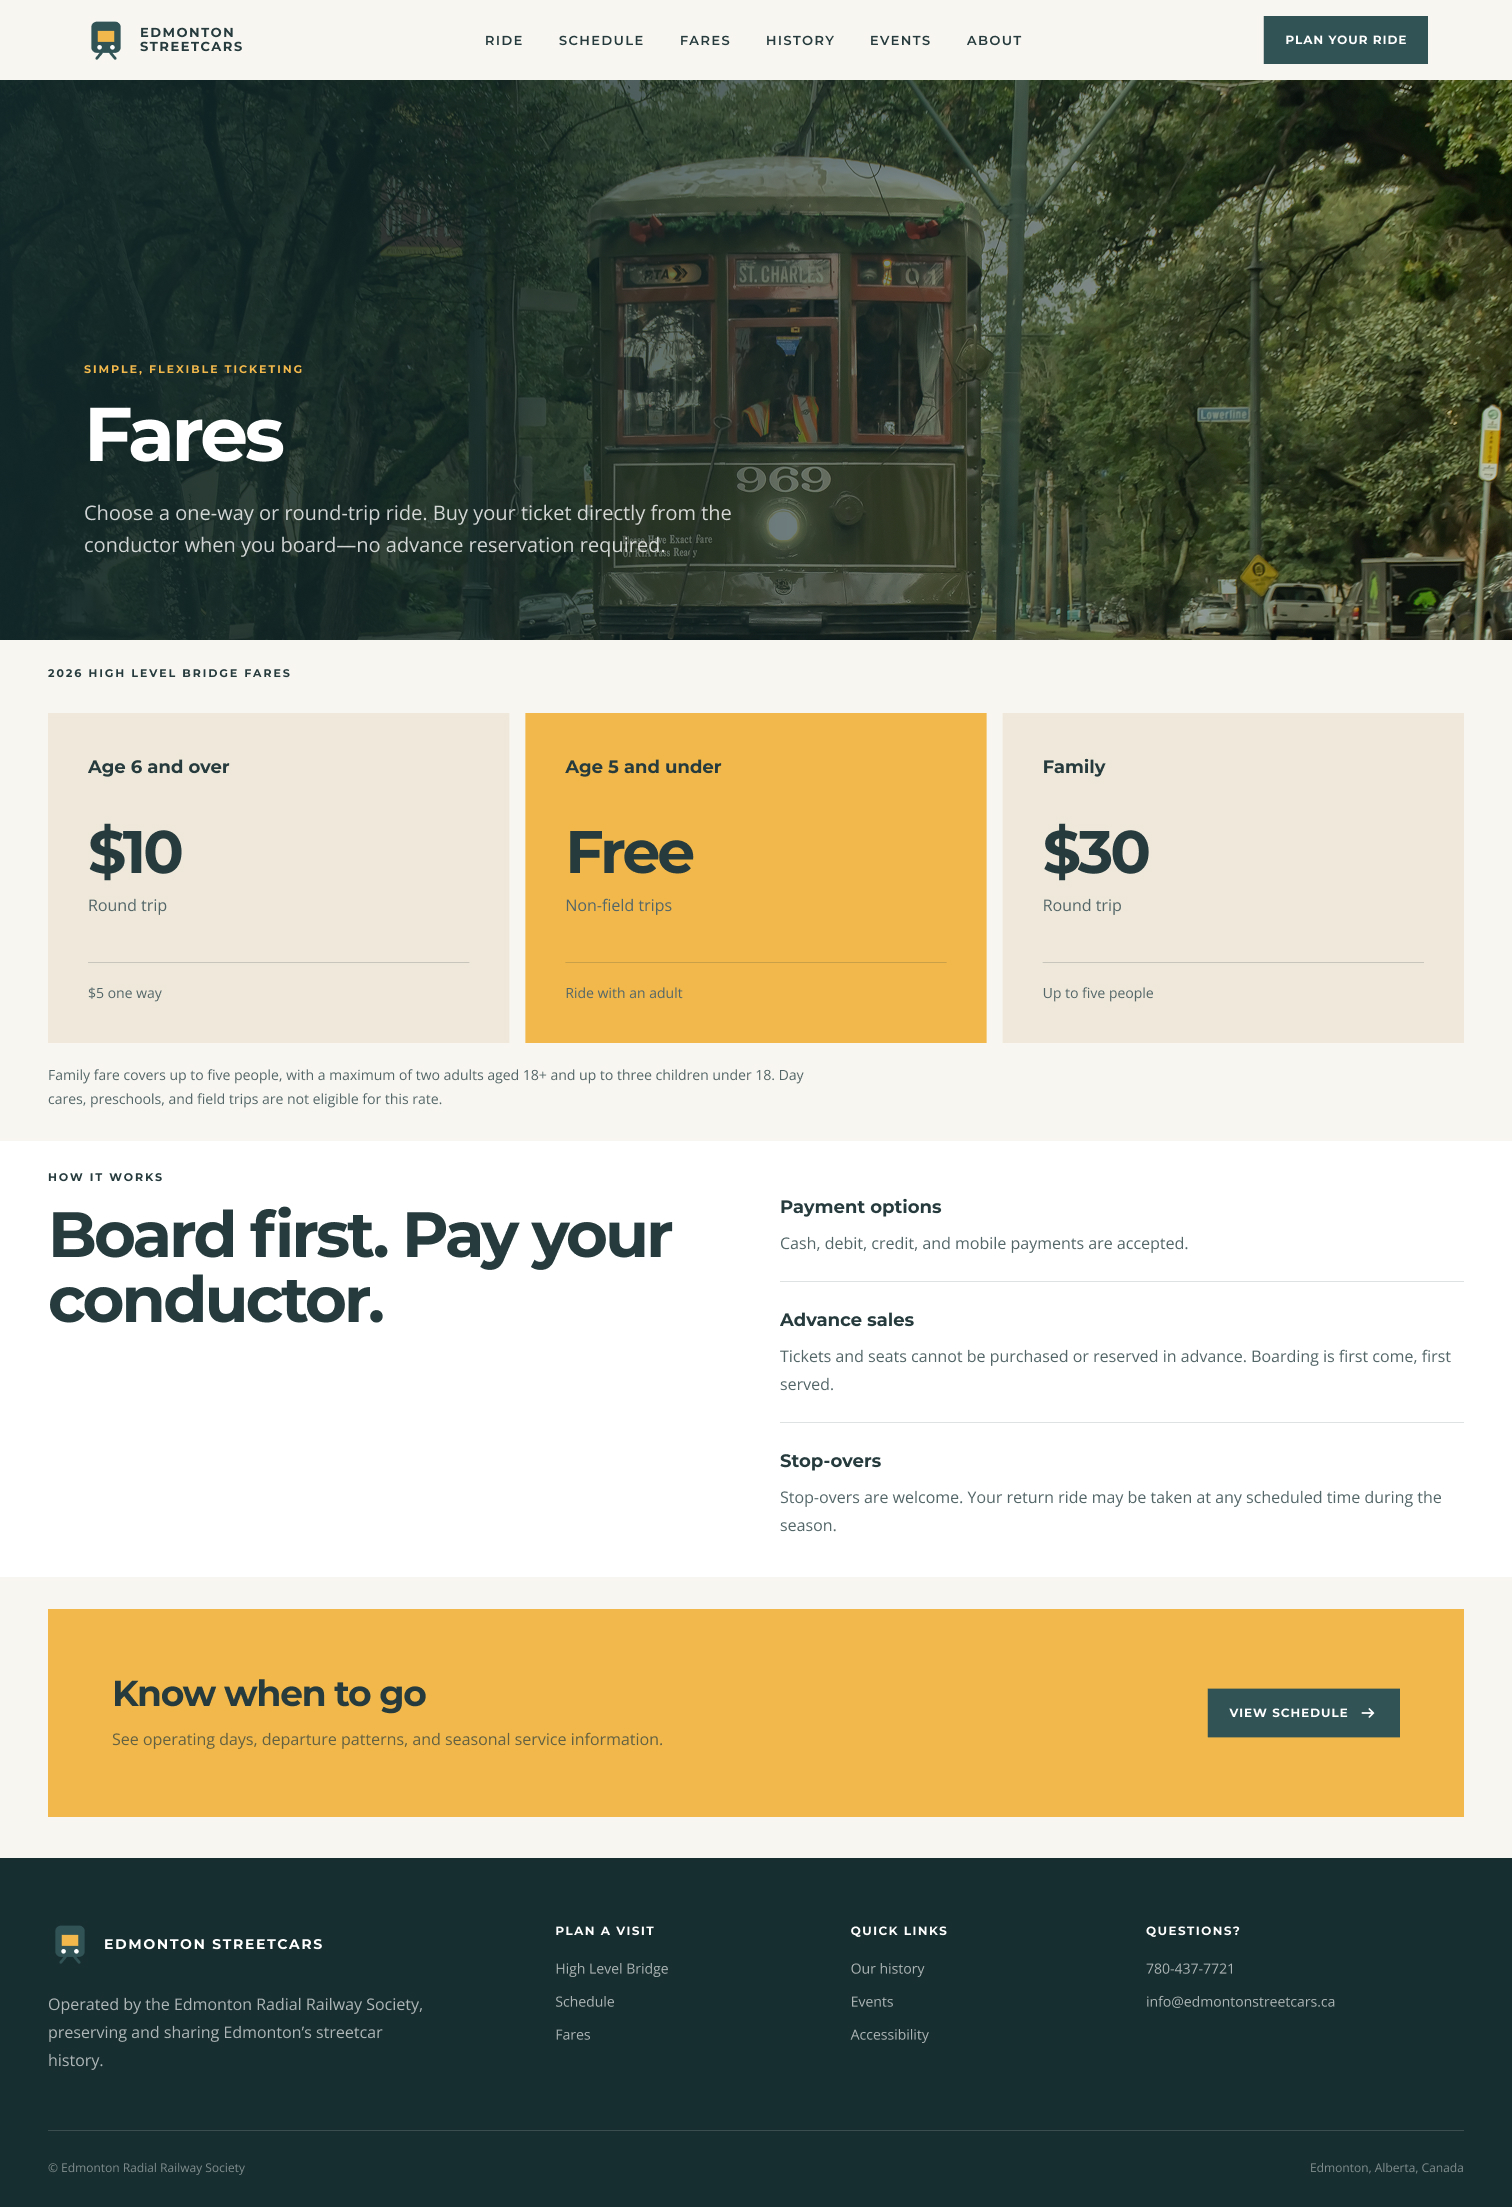 EDMONTON
STREETCARS
RIDE SCHEDULE FARES HISTORY EVENTS ABOUT
PLAN YOUR RIDE
RTA
ST. CHARLES
969
Lowerline
Please Have Exact Fare
Or RTA Pass Ready
SIMPLE, FLEXIBLE TICKETING
Fares
Choose a one-way or round-trip ride. Buy your ticket directly from the
conductor when you board—no advance reservation required.
2026 HIGH LEVEL BRIDGE FARES
Age 6 and over
$10
Round trip
$5 one way
Age 5 and under
Free
Non-field trips
Ride with an adult
Family
$30
Round trip
Up to five people
Family fare covers up to five people, with a maximum of two adults aged 18+ and up to three children under 18. Day
cares, preschools, and field trips are not eligible for this rate.
HOW IT WORKS
Board first. Pay your
conductor.
Payment options
Cash, debit, credit, and mobile payments are accepted.
Advance sales
Tickets and seats cannot be purchased or reserved in advance. Boarding is first come, first
served.
Stop-overs
Stop-overs are welcome. Your return ride may be taken at any scheduled time during the
season.
Know when to go
See operating days, departure patterns, and seasonal service information.
VIEW SCHEDULE →
EDMONTON STREETCARS
Operated by the Edmonton Radial Railway Society,
preserving and sharing Edmonton’s streetcar
history.
PLAN A VISIT
High Level Bridge
Schedule
Fares
QUICK LINKS
Our history
Events
Accessibility
QUESTIONS?
780-437-7721
info@edmontonstreetcars.ca
© Edmonton Radial Railway Society
Edmonton, Alberta, Canada